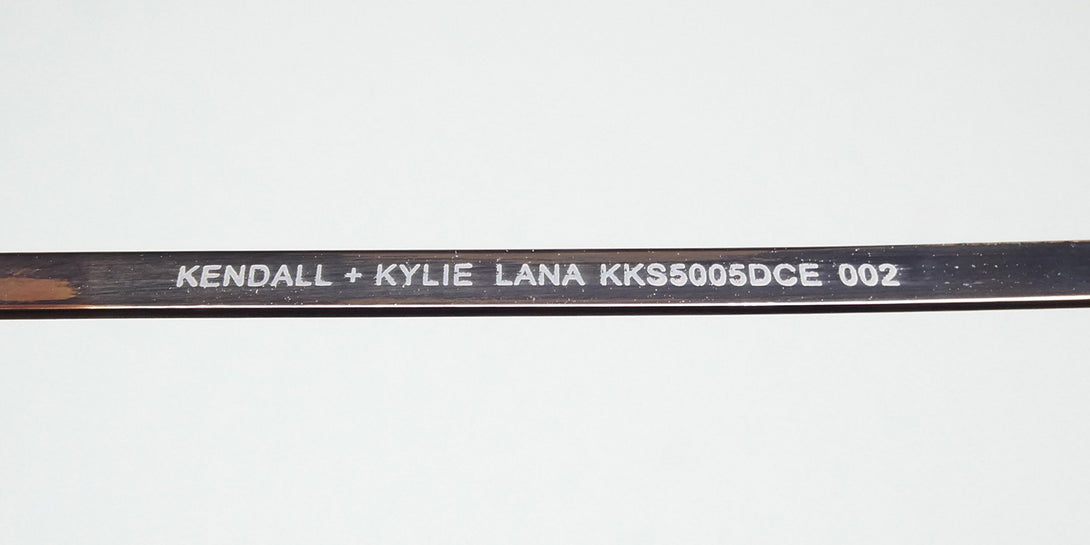 KENDALL + KYLIE LANA KKS5005DCE 002